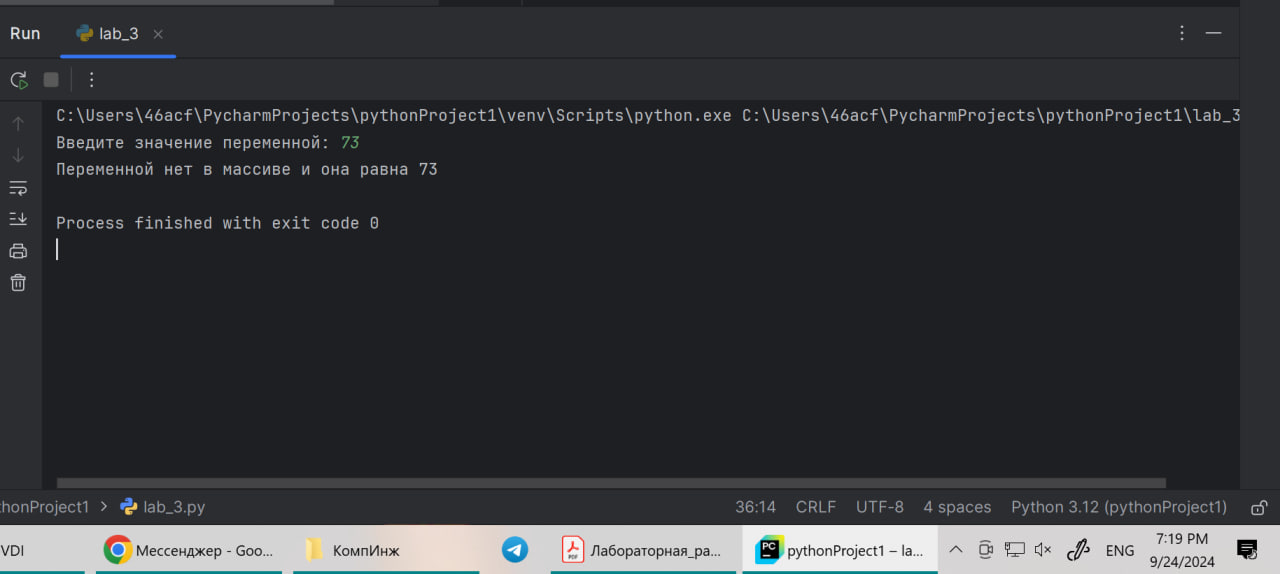 Run lab_3
C:\Users\46acf\PycharmProjects\pythonProject1\venv\Scripts\python.exe C:\Users\46acf\PycharmProjects\pythonProject1\lab_3
Введите значение переменной: 73
Переменной нет в массиве и она равна 73
Process finished with exit code 0
thonProject1 > lab_3.py 36:14 CRLF UTF-8 4 spaces Python 3.12 (pythonProject1)
VDI Мессенджер - Goo... КомпИнж PDF Лабораторная_ра... PC pythonProject1 – la... ENG 7:19 PM
9/24/2024